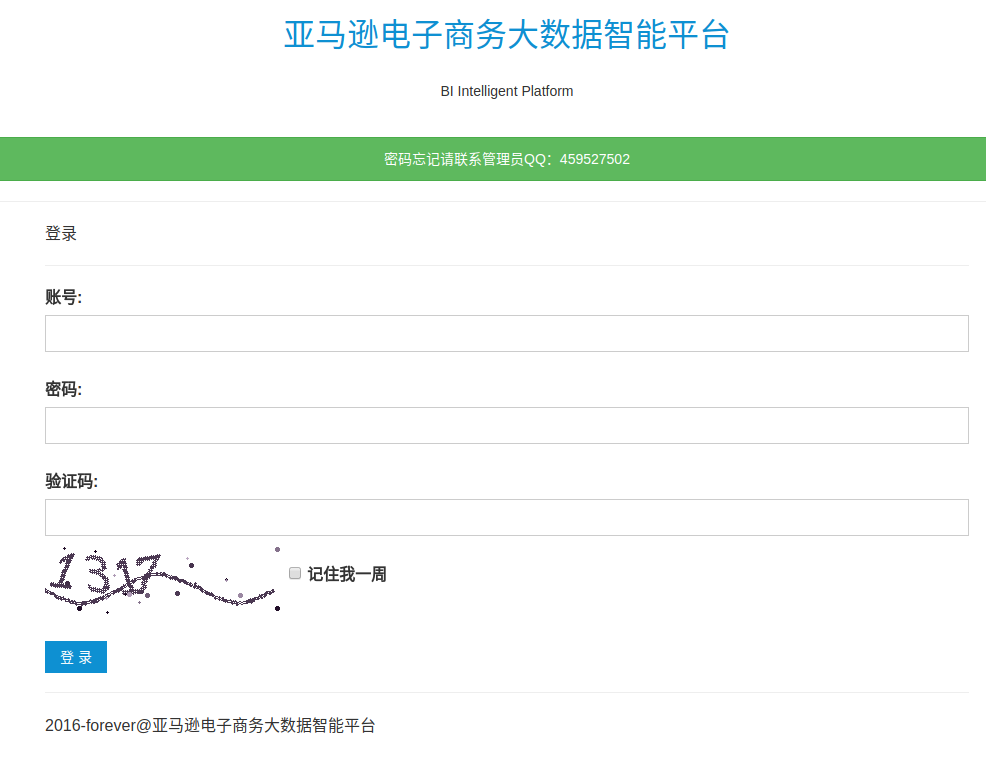 亚马逊电子商务大数据智能平台
BI Intelligent Platform
密码忘记请联系管理员QQ：459527502
登录
账号:
密码:
验证码:
1317
记住我一周
登 录
2016-forever@亚马逊电子商务大数据智能平台